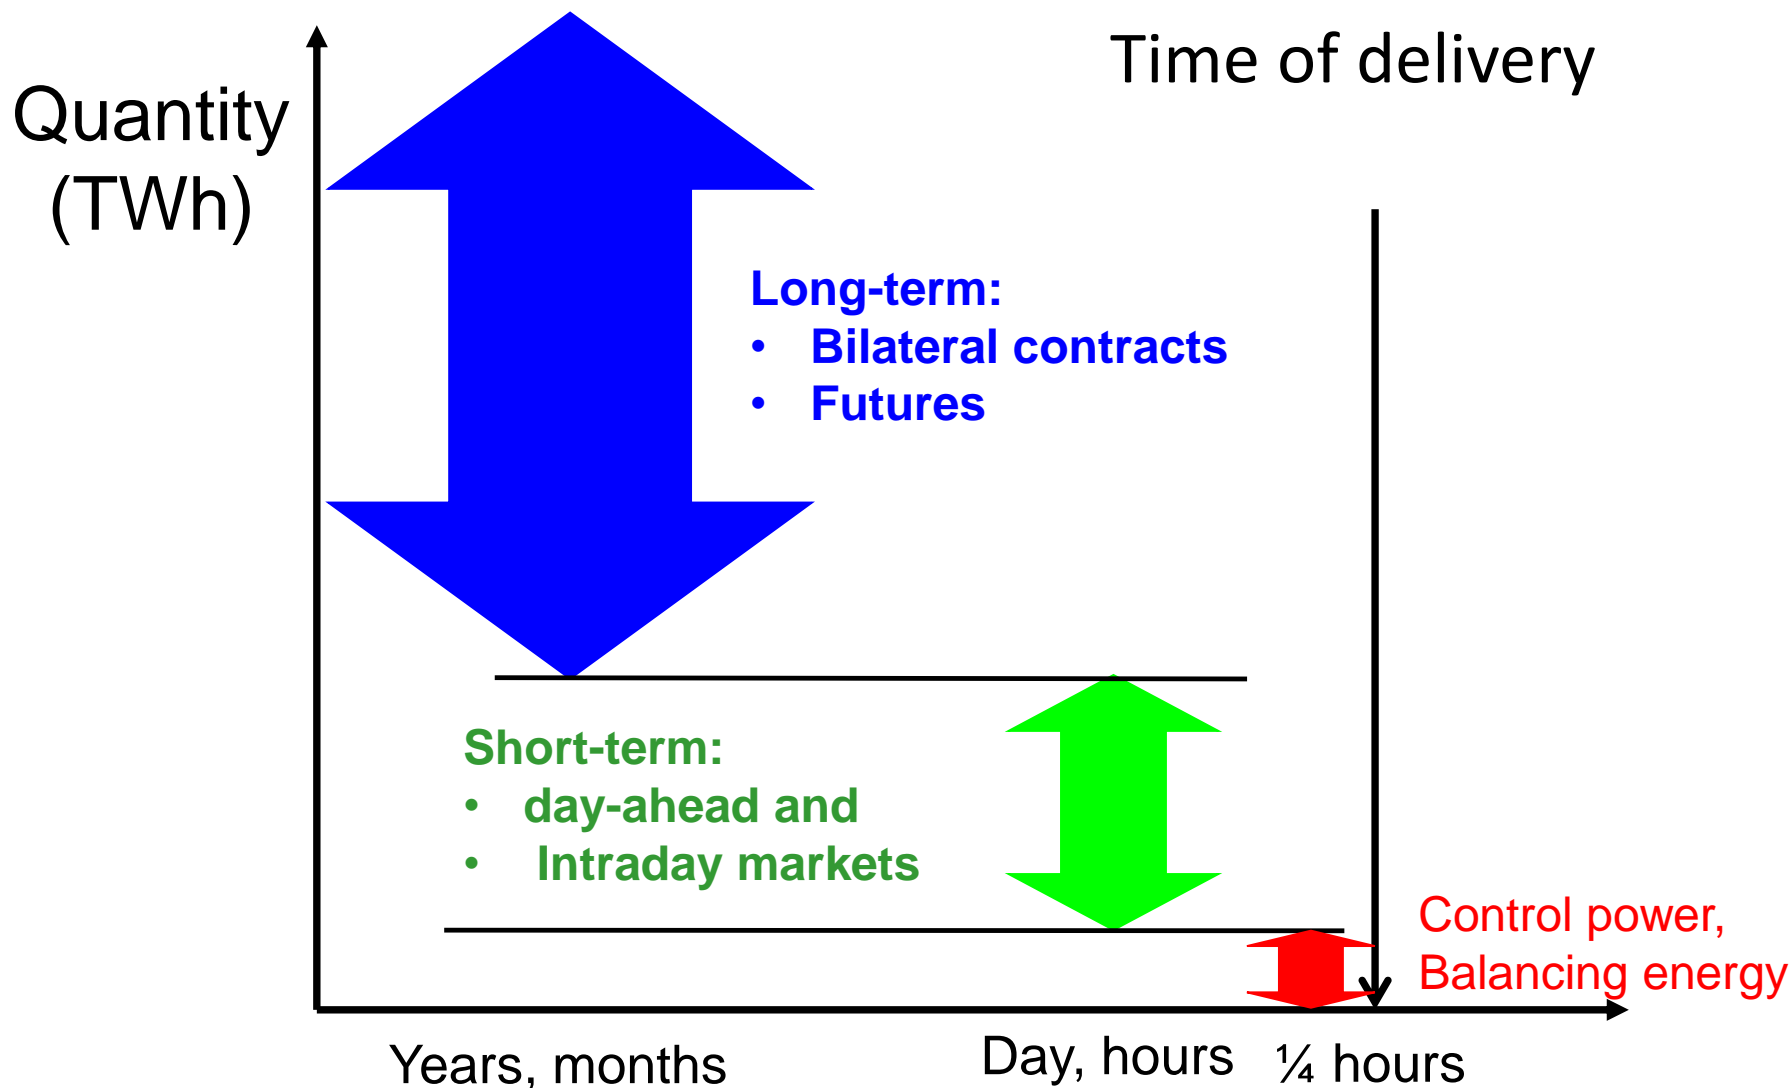 Time of delivery
Quantity
(TWh)
Long-term:
• Bilateral contracts
• Futures
Short-term:
• day-ahead and
• Intraday markets
Control power,
Balancing energy
Years, months
Day, hours
¼ hours